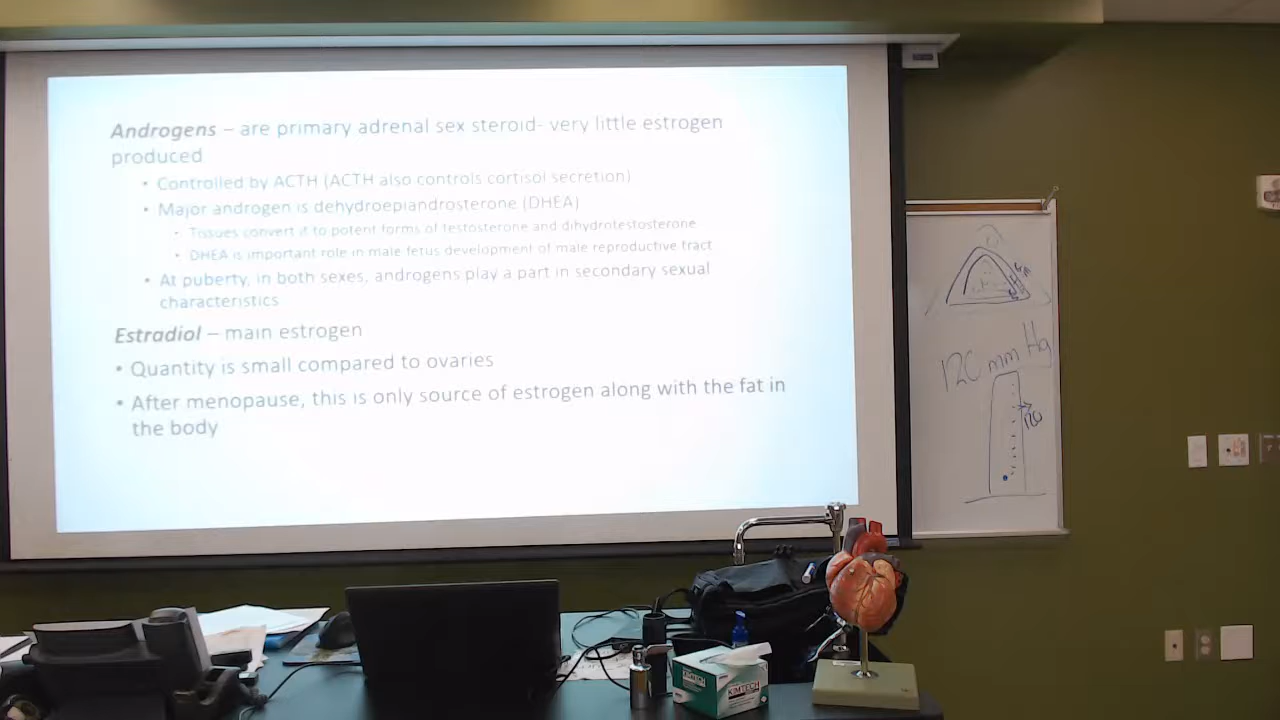 Androgens – are primary adrenal sex steroid- very little estrogen
produced
• Controlled by ACTH (ACTH also controls cortisol secretion)
• Major androgen is dehydroepiandrosterone (DHEA)
• Tissues convert it to potent forms of testosterone and dihydrotestosterone
• DHEA is important role in male fetus development of male reproductive tract
• At puberty, in both sexes, androgens play a part in secondary sexual
characteristics
Estradiol – main estrogen
• Quantity is small compared to ovaries
• After menopause, this is only source of estrogen along with the fat in
the body
120 mm Hg
120
KIMTECH
KIMTECH